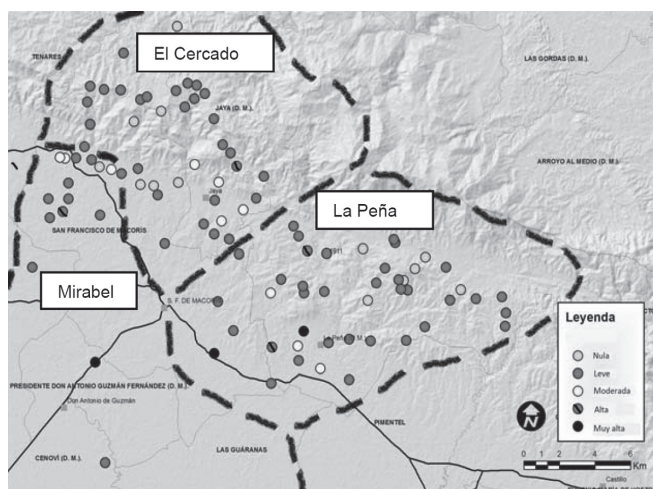 El Cercado
TENARES
LAS GORDAS (D. M.)
JAYA (D. M.)
ARROYO AL MEDIO (D. M.)
Jaya
La Peña
SAN FRANCISCO DE MACORÍS
Mirabel
S. F. DE MACORÍS
Leyenda
Nula
Leve
Moderada
Alta
Muy alta
La Peña D. M.
PRESIDENTE DON ANTONIO GUZMÁN FERNÁNDEZ (D. M.)
Don Antonio de Guzmán
PIMENTEL
N
LAS GUÁRANAS
CENOVÍ (D. M.)
0 1 2 4 6
Km
Castillo